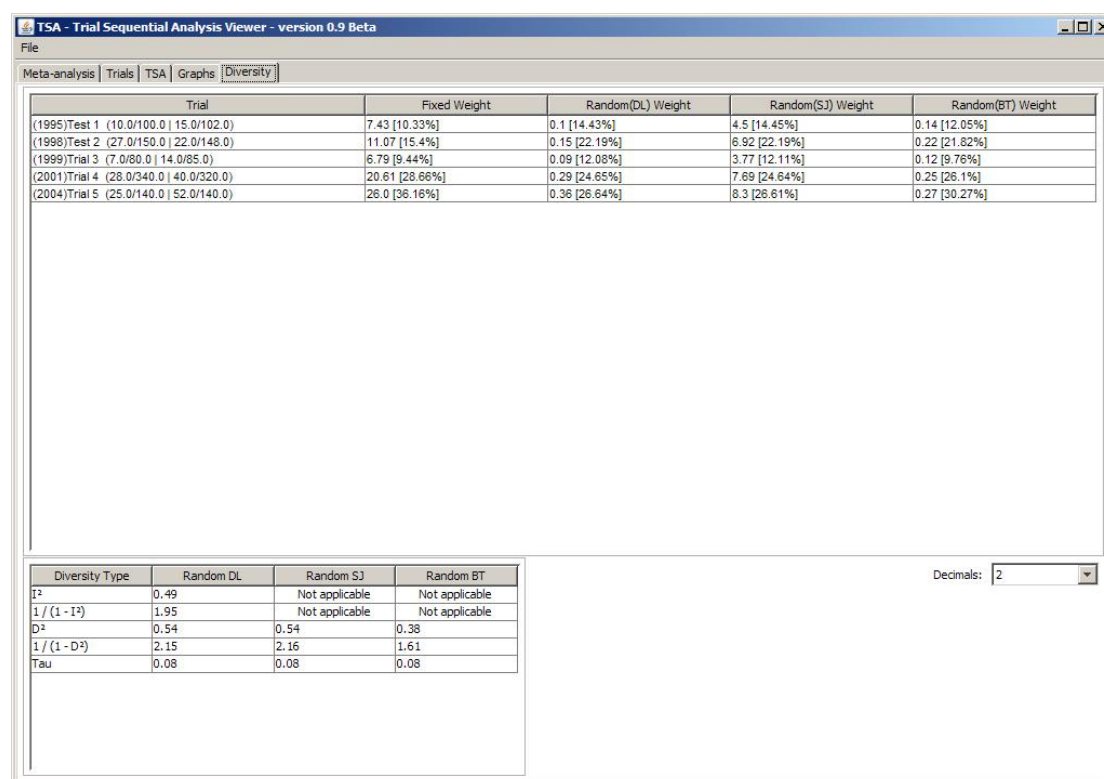 TSA - Trial Sequential Analysis Viewer - version 0.9 Beta
File
Meta-analysis Trials TSA Graphs Diversity
Trial Fixed Weight Random(DL) Weight Random(SJ) Weight Random(BT) Weight
(1995)Test 1 (10.0/100.0 | 15.0/102.0) 7.43 [10.33%] 0.1 [14.43%] 4.5 [14.45%] 0.14 [12.05%]
(1998)Test 2 (27.0/150.0 | 22.0/148.0) 11.07 [15.4%] 0.15 [22.19%] 6.92 [22.19%] 0.22 [21.82%]
(1999)Trial 3 (7.0/80.0 | 14.0/85.0) 6.79 [9.44%] 0.09 [12.08%] 3.77 [12.11%] 0.12 [9.76%]
(2001)Trial 4 (28.0/340.0 | 40.0/320.0) 20.61 [28.66%] 0.29 [24.65%] 7.69 [24.64%] 0.25 [26.1%]
(2004)Trial 5 (25.0/140.0 | 52.0/140.0) 26.0 [36.16%] 0.36 [26.64%] 8.3 [26.61%] 0.27 [30.27%]
Diversity Type Random DL Random SJ Random BT
I² 0.49 Not applicable Not applicable
1 / (1 - I²) 1.95 Not applicable Not applicable
D² 0.54 0.54 0.38
1 / (1 - D²) 2.15 2.16 1.61
Tau 0.08 0.08 0.08
Decimals: 2